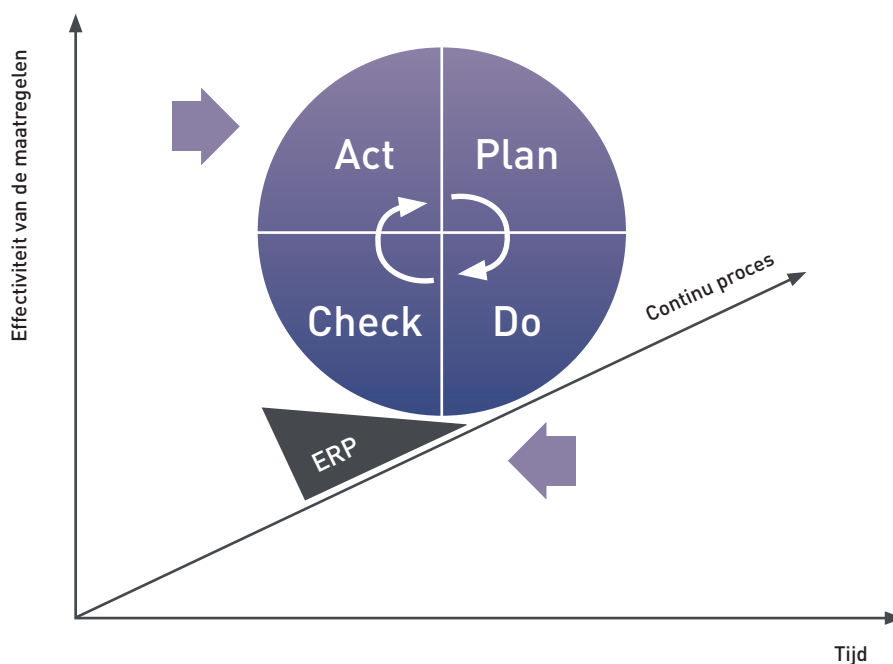 Effectiviteit van de maatregelen
Act
Plan
Check
Do
Continu proces
ERP
Tijd